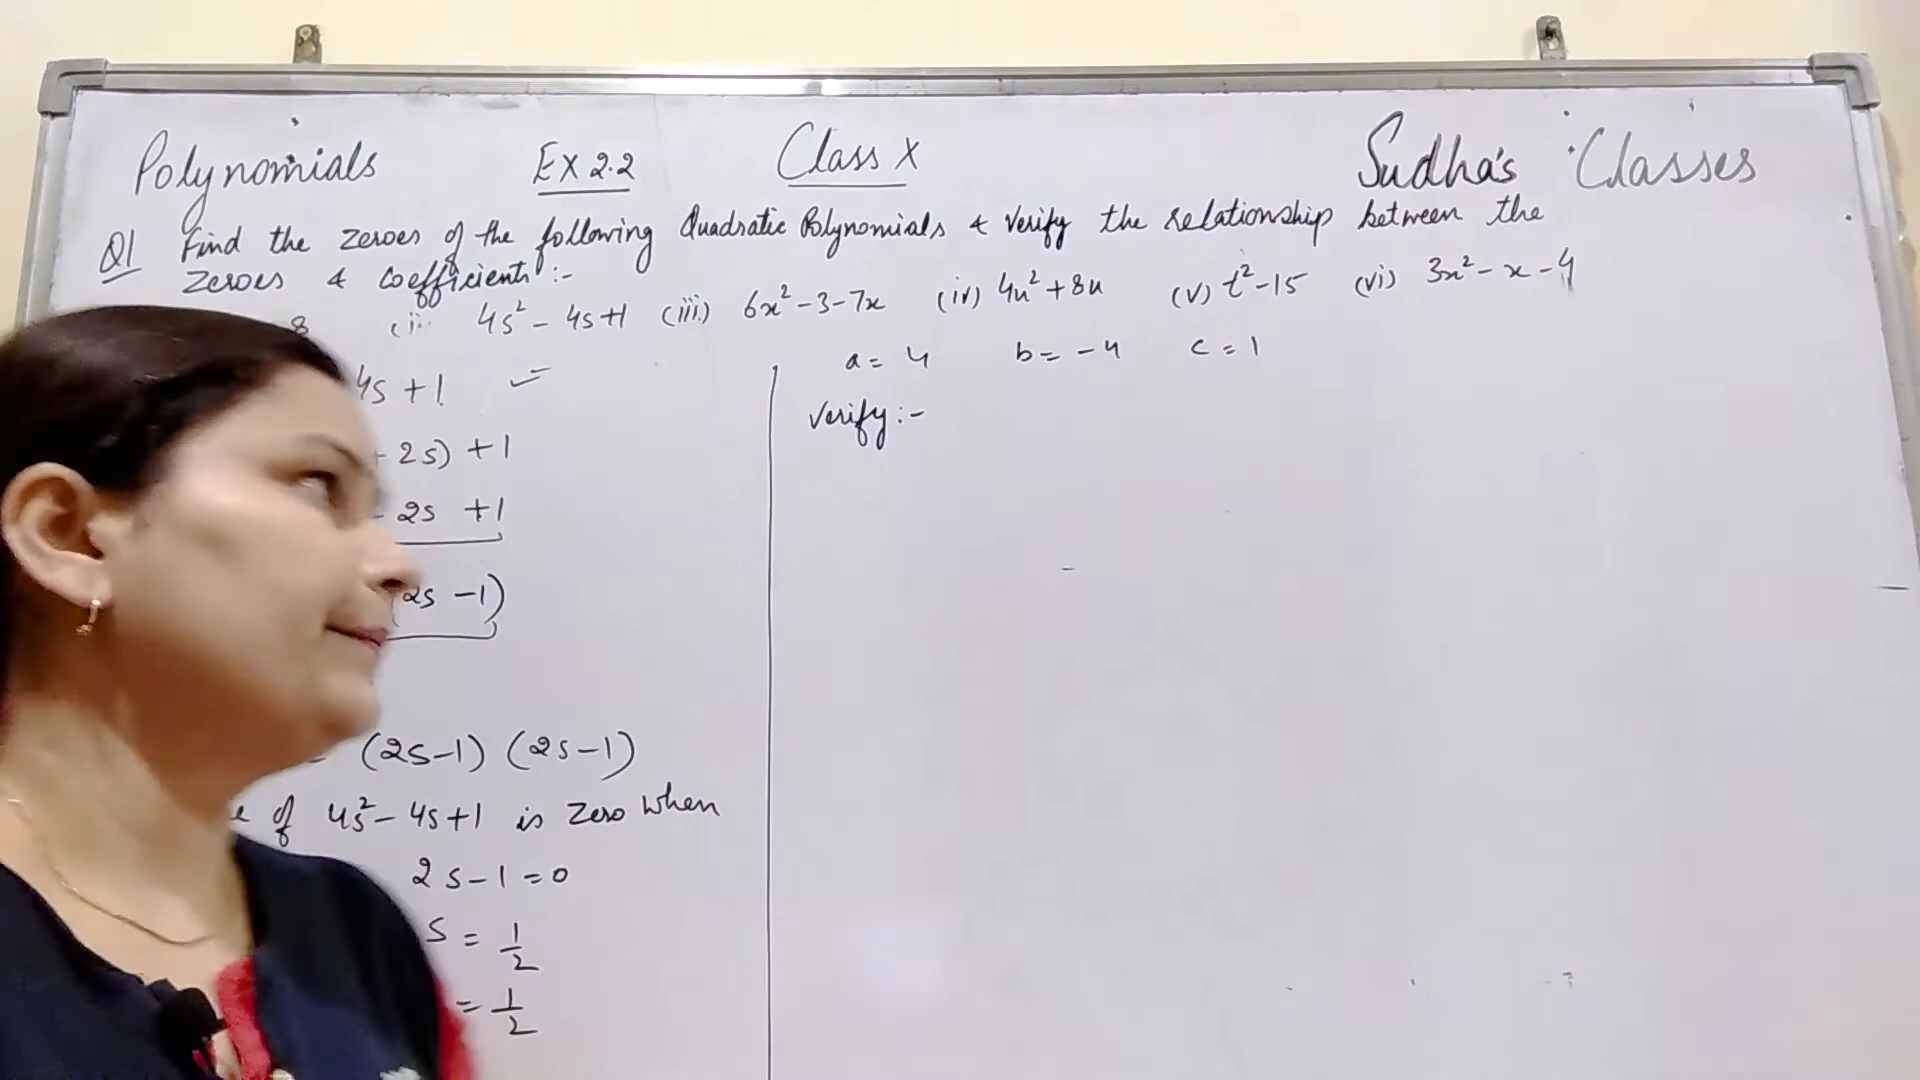 Polynomials EX 2.2 Class X Sudha's Classes
Q1 Find the zeroes of the following Quadratic Polynomials & Verify the relationship between the
zeroes & coefficients :-
8 (ii 4s² - 4s+1 (iii) 6x² - 3 - 7x (iv) 4u² + 8u (v) t² - 15 (vi) 3x² - x - 4
4s + 1 ✓
- 2s) + 1
- 2s + 1
(2s - 1)
(2s-1) (2s-1)
of 4s² - 4s+1 is zero when
2s - 1 = 0
s = 1/2
= 1/2
a = 4 b = - 4 c = 1
Verify :-